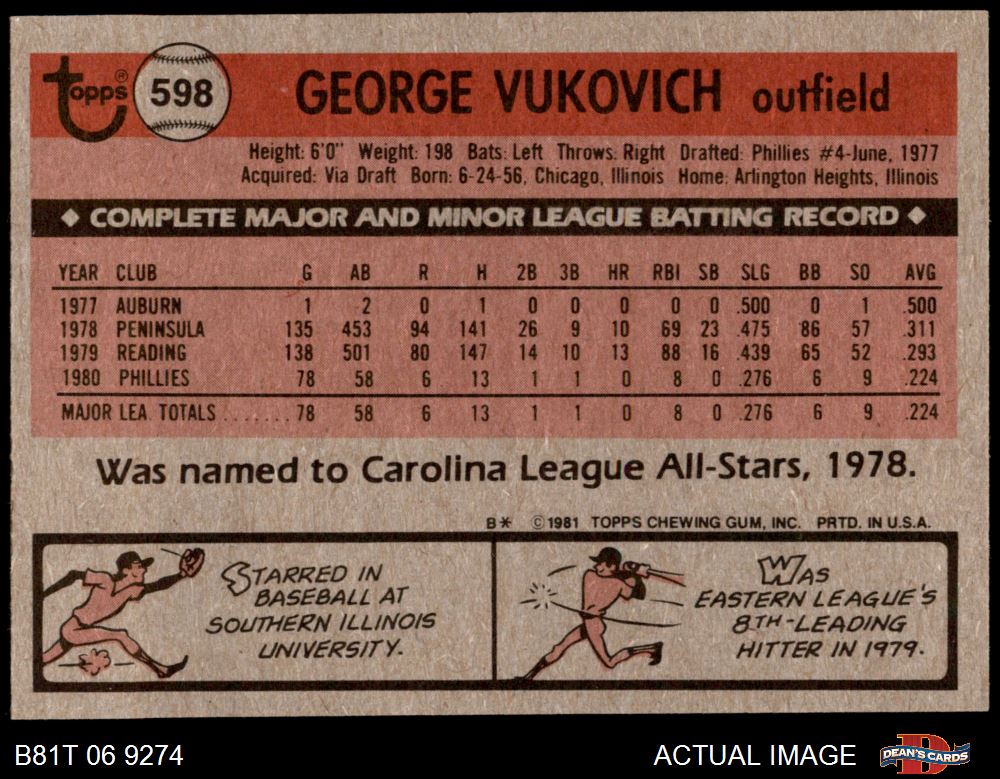 Topps® 598 GEORGE VUKOVICH outfield
Height: 6'0" Weight: 198 Bats: Left Throws: Right Drafted: Phillies #4-June, 1977
Acquired: Via Draft Born: 6-24-56, Chicago, Illinois Home: Arlington Heights, Illinois
◆ COMPLETE MAJOR AND MINOR LEAGUE BATTING RECORD ◆
YEAR CLUB G AB R H 2B 3B HR RBI SB SLG BB SO AVG
1977 AUBURN 1 2 0 1 0 0 0 0 0 .500 0 1 .500
1978 PENINSULA 135 453 94 141 26 9 10 69 23 .475 86 57 .311
1979 READING 138 501 80 147 14 10 13 88 16 .439 65 52 .293
1980 PHILLIES 78 58 6 13 1 1 0 8 0 .276 6 9 .224
MAJOR LEA. TOTALS ....... 78 58 6 13 1 1 0 8 0 .276 6 9 .224
Was named to Carolina League All-Stars, 1978.
B* ©1981 TOPPS CHEWING GUM, INC. PRTD. IN U.S.A.
STARRED IN
BASEBALL AT
SOUTHERN ILLINOIS
UNIVERSITY.
WAS
EASTERN LEAGUE'S
8TH-LEADING
HITTER IN 1979.
B81T 06 9274 ACTUAL IMAGE DEAN'S CARDS